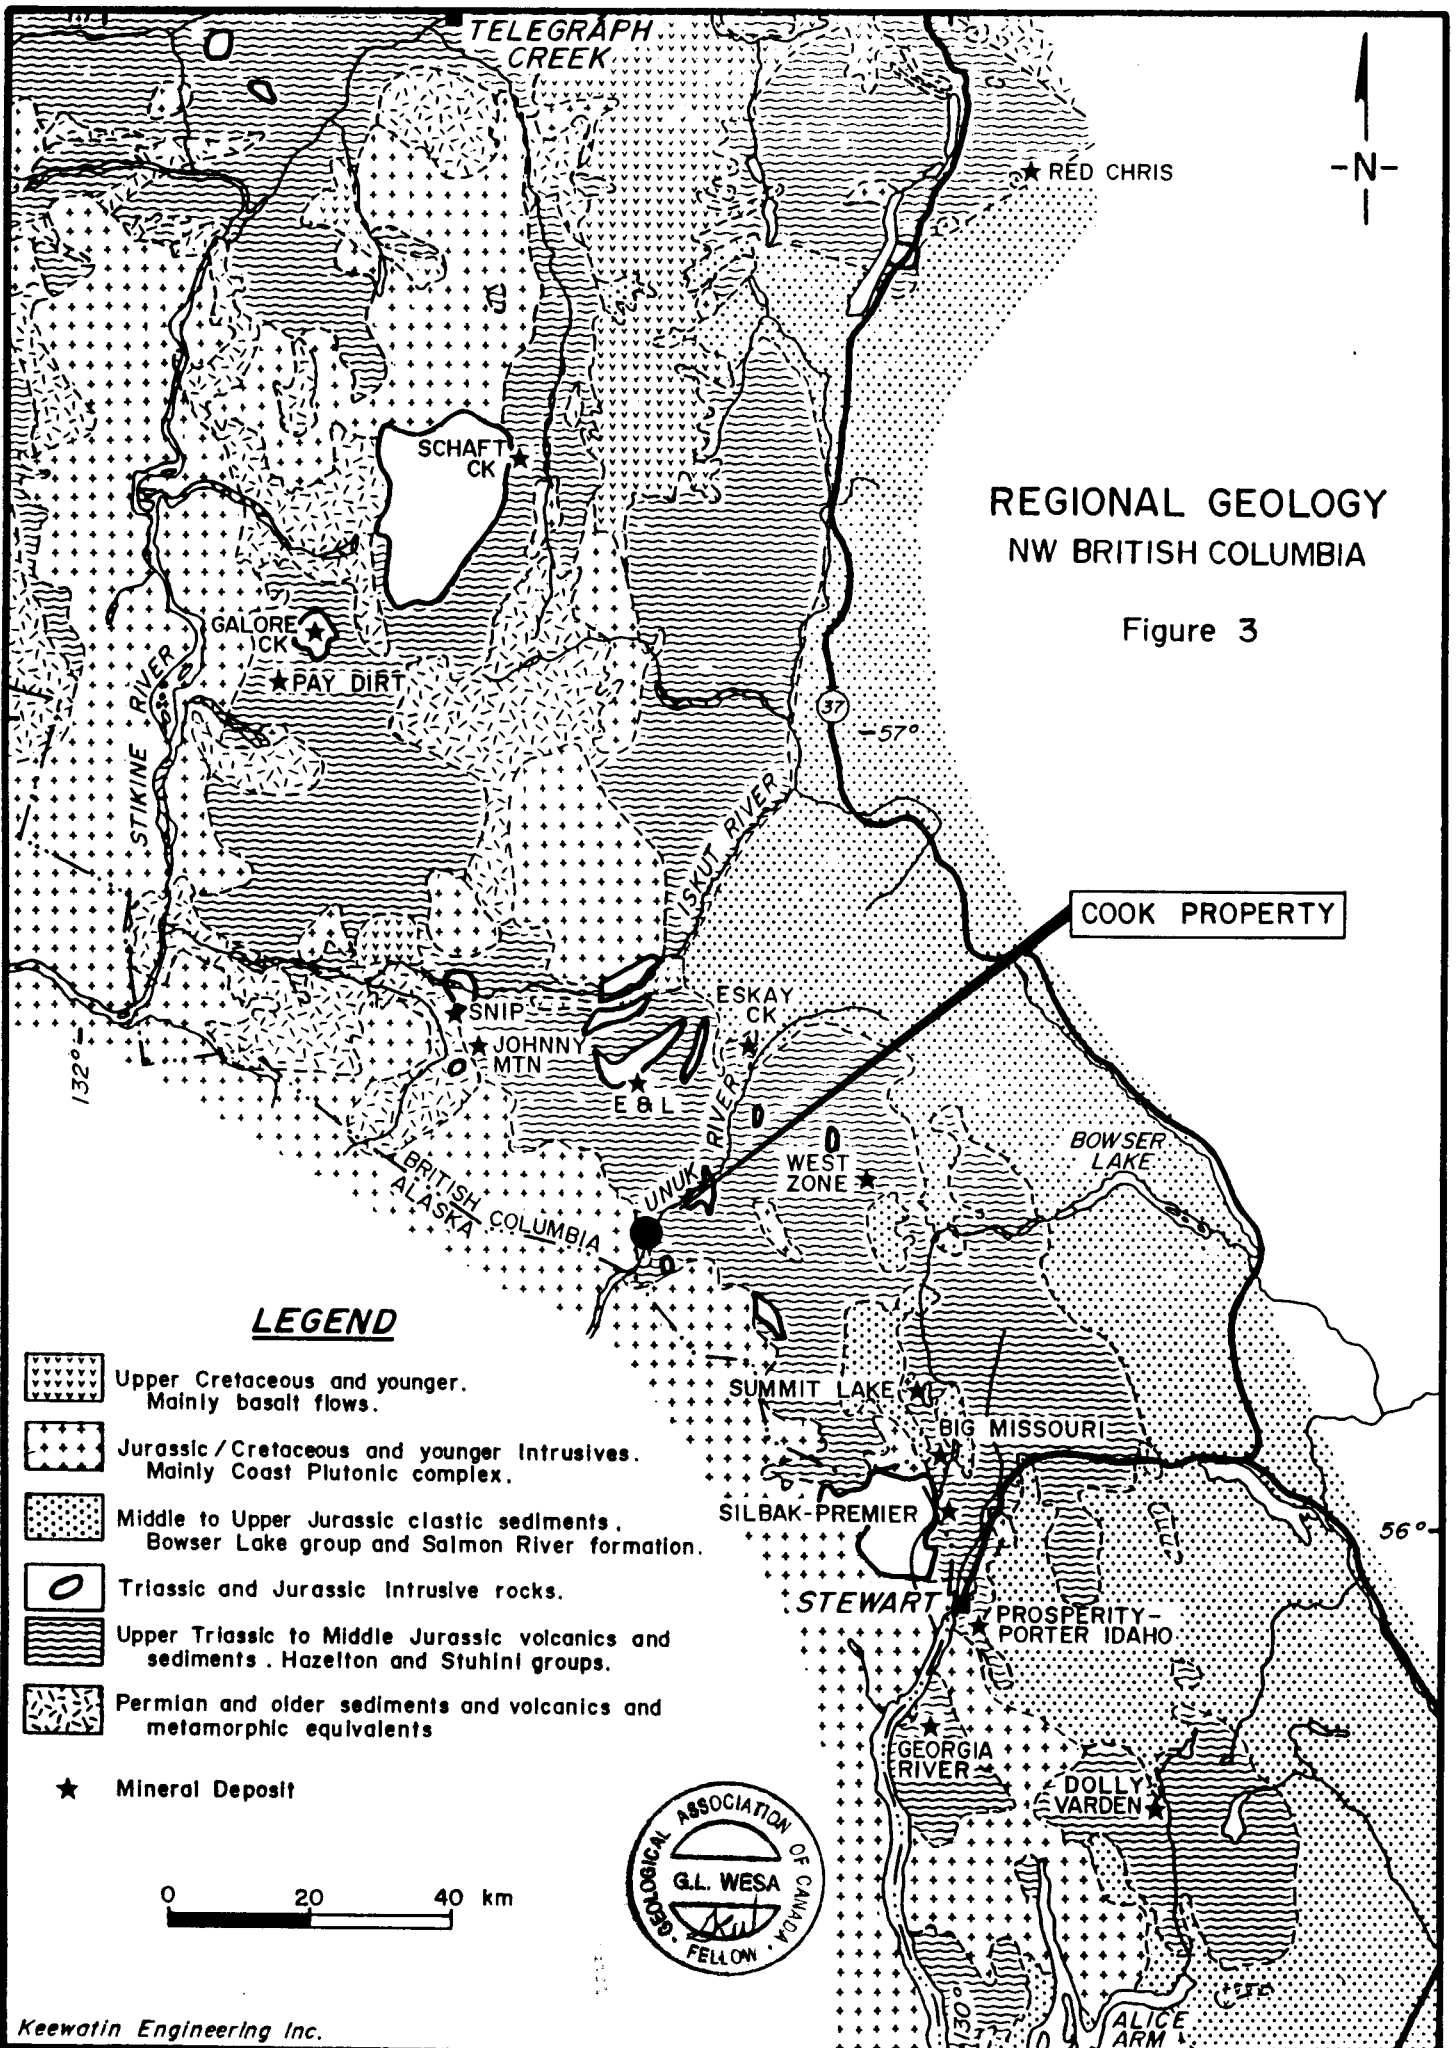 TELEGRAPH
CREEK
RED CHRIS
-N-
SCHAFT
CK
REGIONAL GEOLOGY
NW BRITISH COLUMBIA
Figure 3
GALORE
CK
PAY DIRT
STIKINE RIVER
37
57°
ISKUT RIVER
COOK PROPERTY
ESKAY
CK
SNIP
JOHNNY
MTN
E & L
132°
UNUK RIVER
WEST
ZONE
BOWSER
LAKE
BRITISH COLUMBIA
ALASKA
LEGEND
Upper Cretaceous and younger.
Mainly basalt flows.
Jurassic/Cretaceous and younger Intrusives.
Mainly Coast Plutonic complex.
Middle to Upper Jurassic clastic sediments.
Bowser Lake group and Salmon River formation.
Triassic and Jurassic Intrusive rocks.
Upper Triassic to Middle Jurassic volcanics and
sediments. Hazelton and Stuhini groups.
Permian and older sediments and volcanics and
metamorphic equivalents
Mineral Deposit
SUMMIT LAKE
BIG MISSOURI
SILBAK-PREMIER
56°
STEWART
PROSPERITY-
PORTER IDAHO
GEORGIA
RIVER
DOLLY
VARDEN
GEOLOGICAL ASSOCIATION OF CANADA
G.L. WESA
FELLOW
0 20 40 km
130°
ALICE
ARM
Keewatin Engineering Inc.